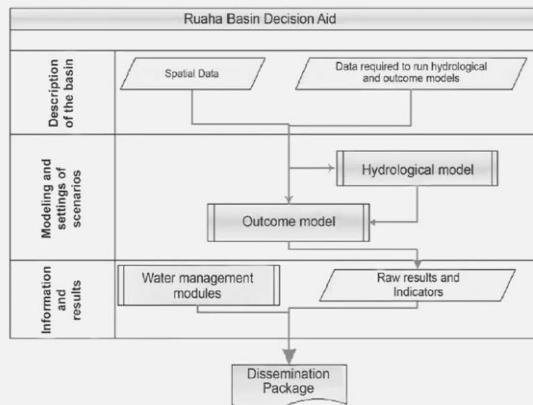 Ruaha Basin Decision Aid
Description
of the basin
Spatial Data
Data required to run hydrological
and outcome models
Modeling and
settings of
scenarios
Hydrological model
Outcome model
Information
and
results
Water management
modules
Raw results and
Indicators
Dissemination
Package